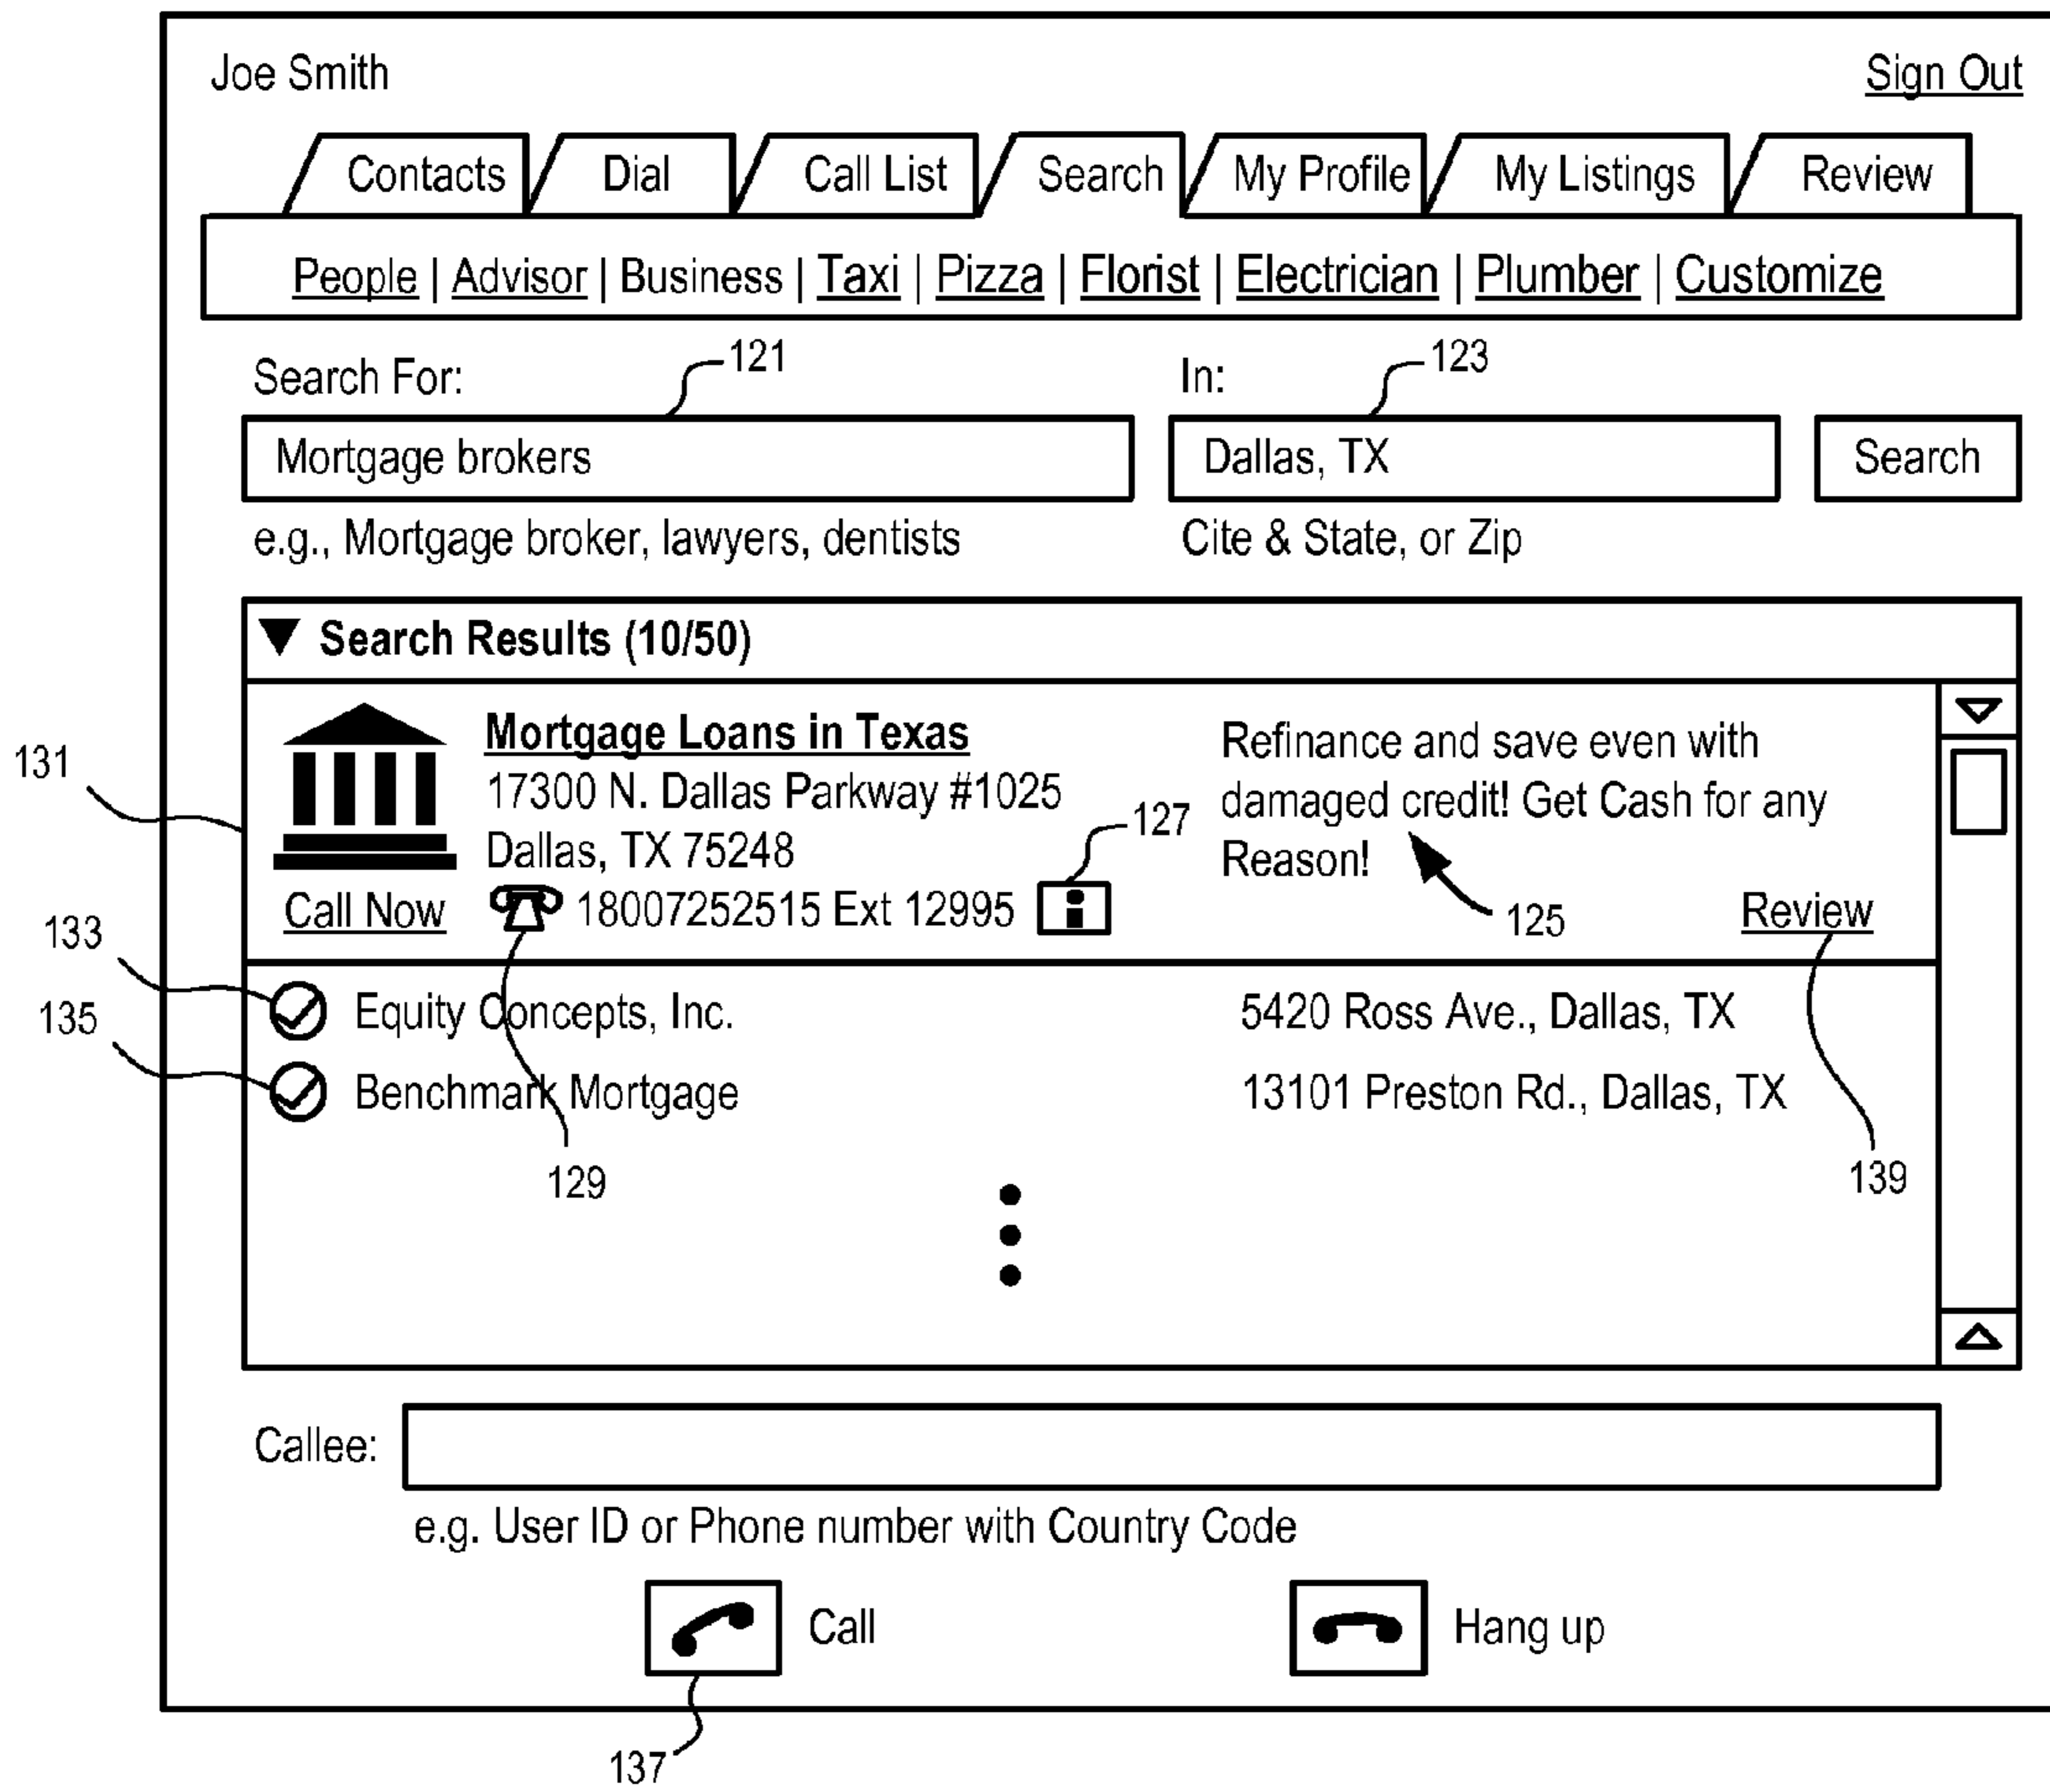 Joe Smith Sign Out
Contacts Dial Call List Search My Profile My Listings Review
People | Advisor | Business | Taxi | Pizza | Florist | Electrician | Plumber | Customize
Search For: 121 In: 123
Mortgage brokers Dallas, TX Search
e.g., Mortgage broker, lawyers, dentists Cite & State, or Zip
Search Results (10/50)
131
Mortgage Loans in Texas
17300 N. Dallas Parkway #1025
Dallas, TX 75248
127
Refinance and save even with
damaged credit! Get Cash for any
Reason!
Call Now 18007252515 Ext 12995 i 125 Review
133
Equity Concepts, Inc. 5420 Ross Ave., Dallas, TX
135
Benchmark Mortgage 13101 Preston Rd., Dallas, TX
129 139
Callee:
e.g. User ID or Phone number with Country Code
Call Hang up
137